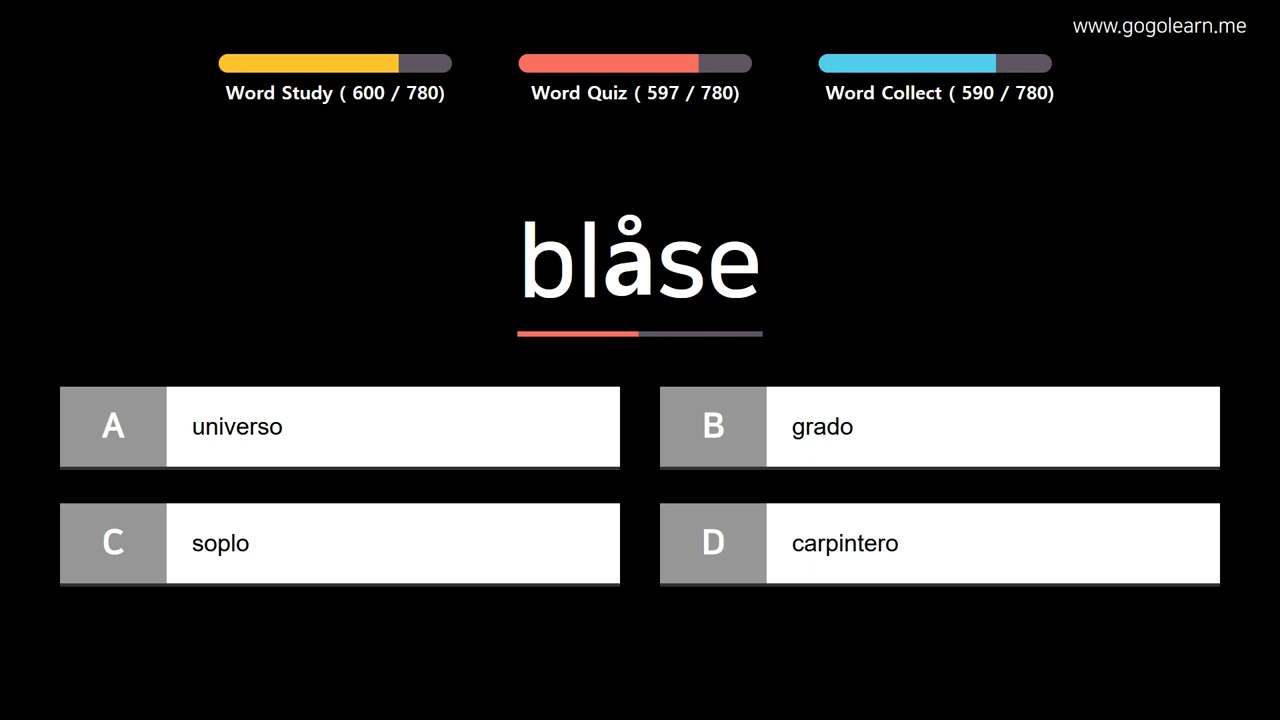 www.gogolearn.me
Word Study ( 600 / 780)
Word Quiz ( 597 / 780)
Word Collect ( 590 / 780)
blåse
A universo
B grado
C soplo
D carpintero